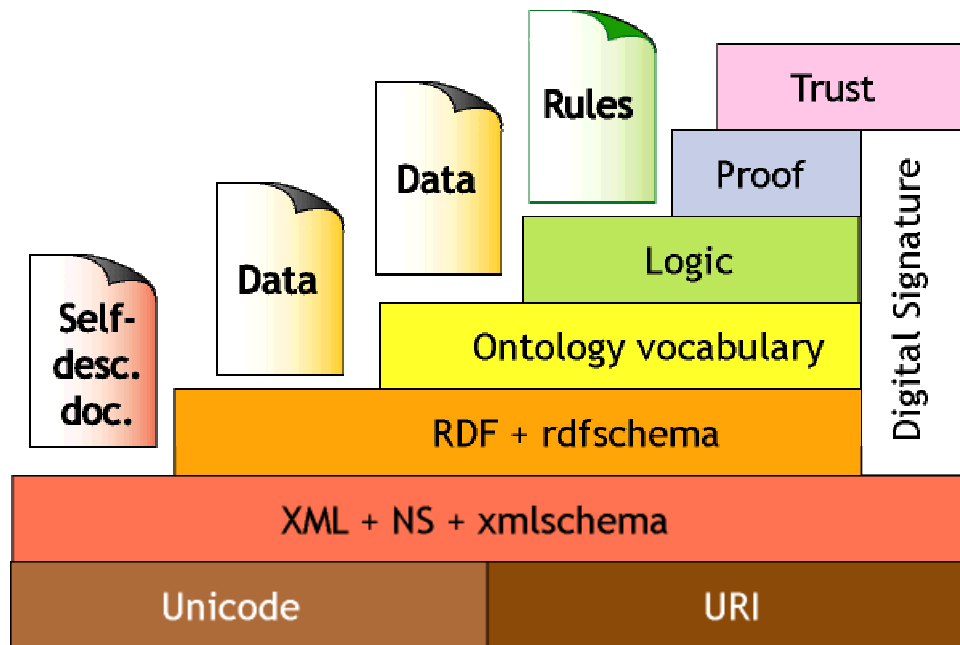 Rules
Trust
Data
Proof
Data
Logic
Self-
desc.
doc.
Ontology vocabulary
Digital Signature
RDF + rdfschema
XML + NS + xmlschema
Unicode
URI